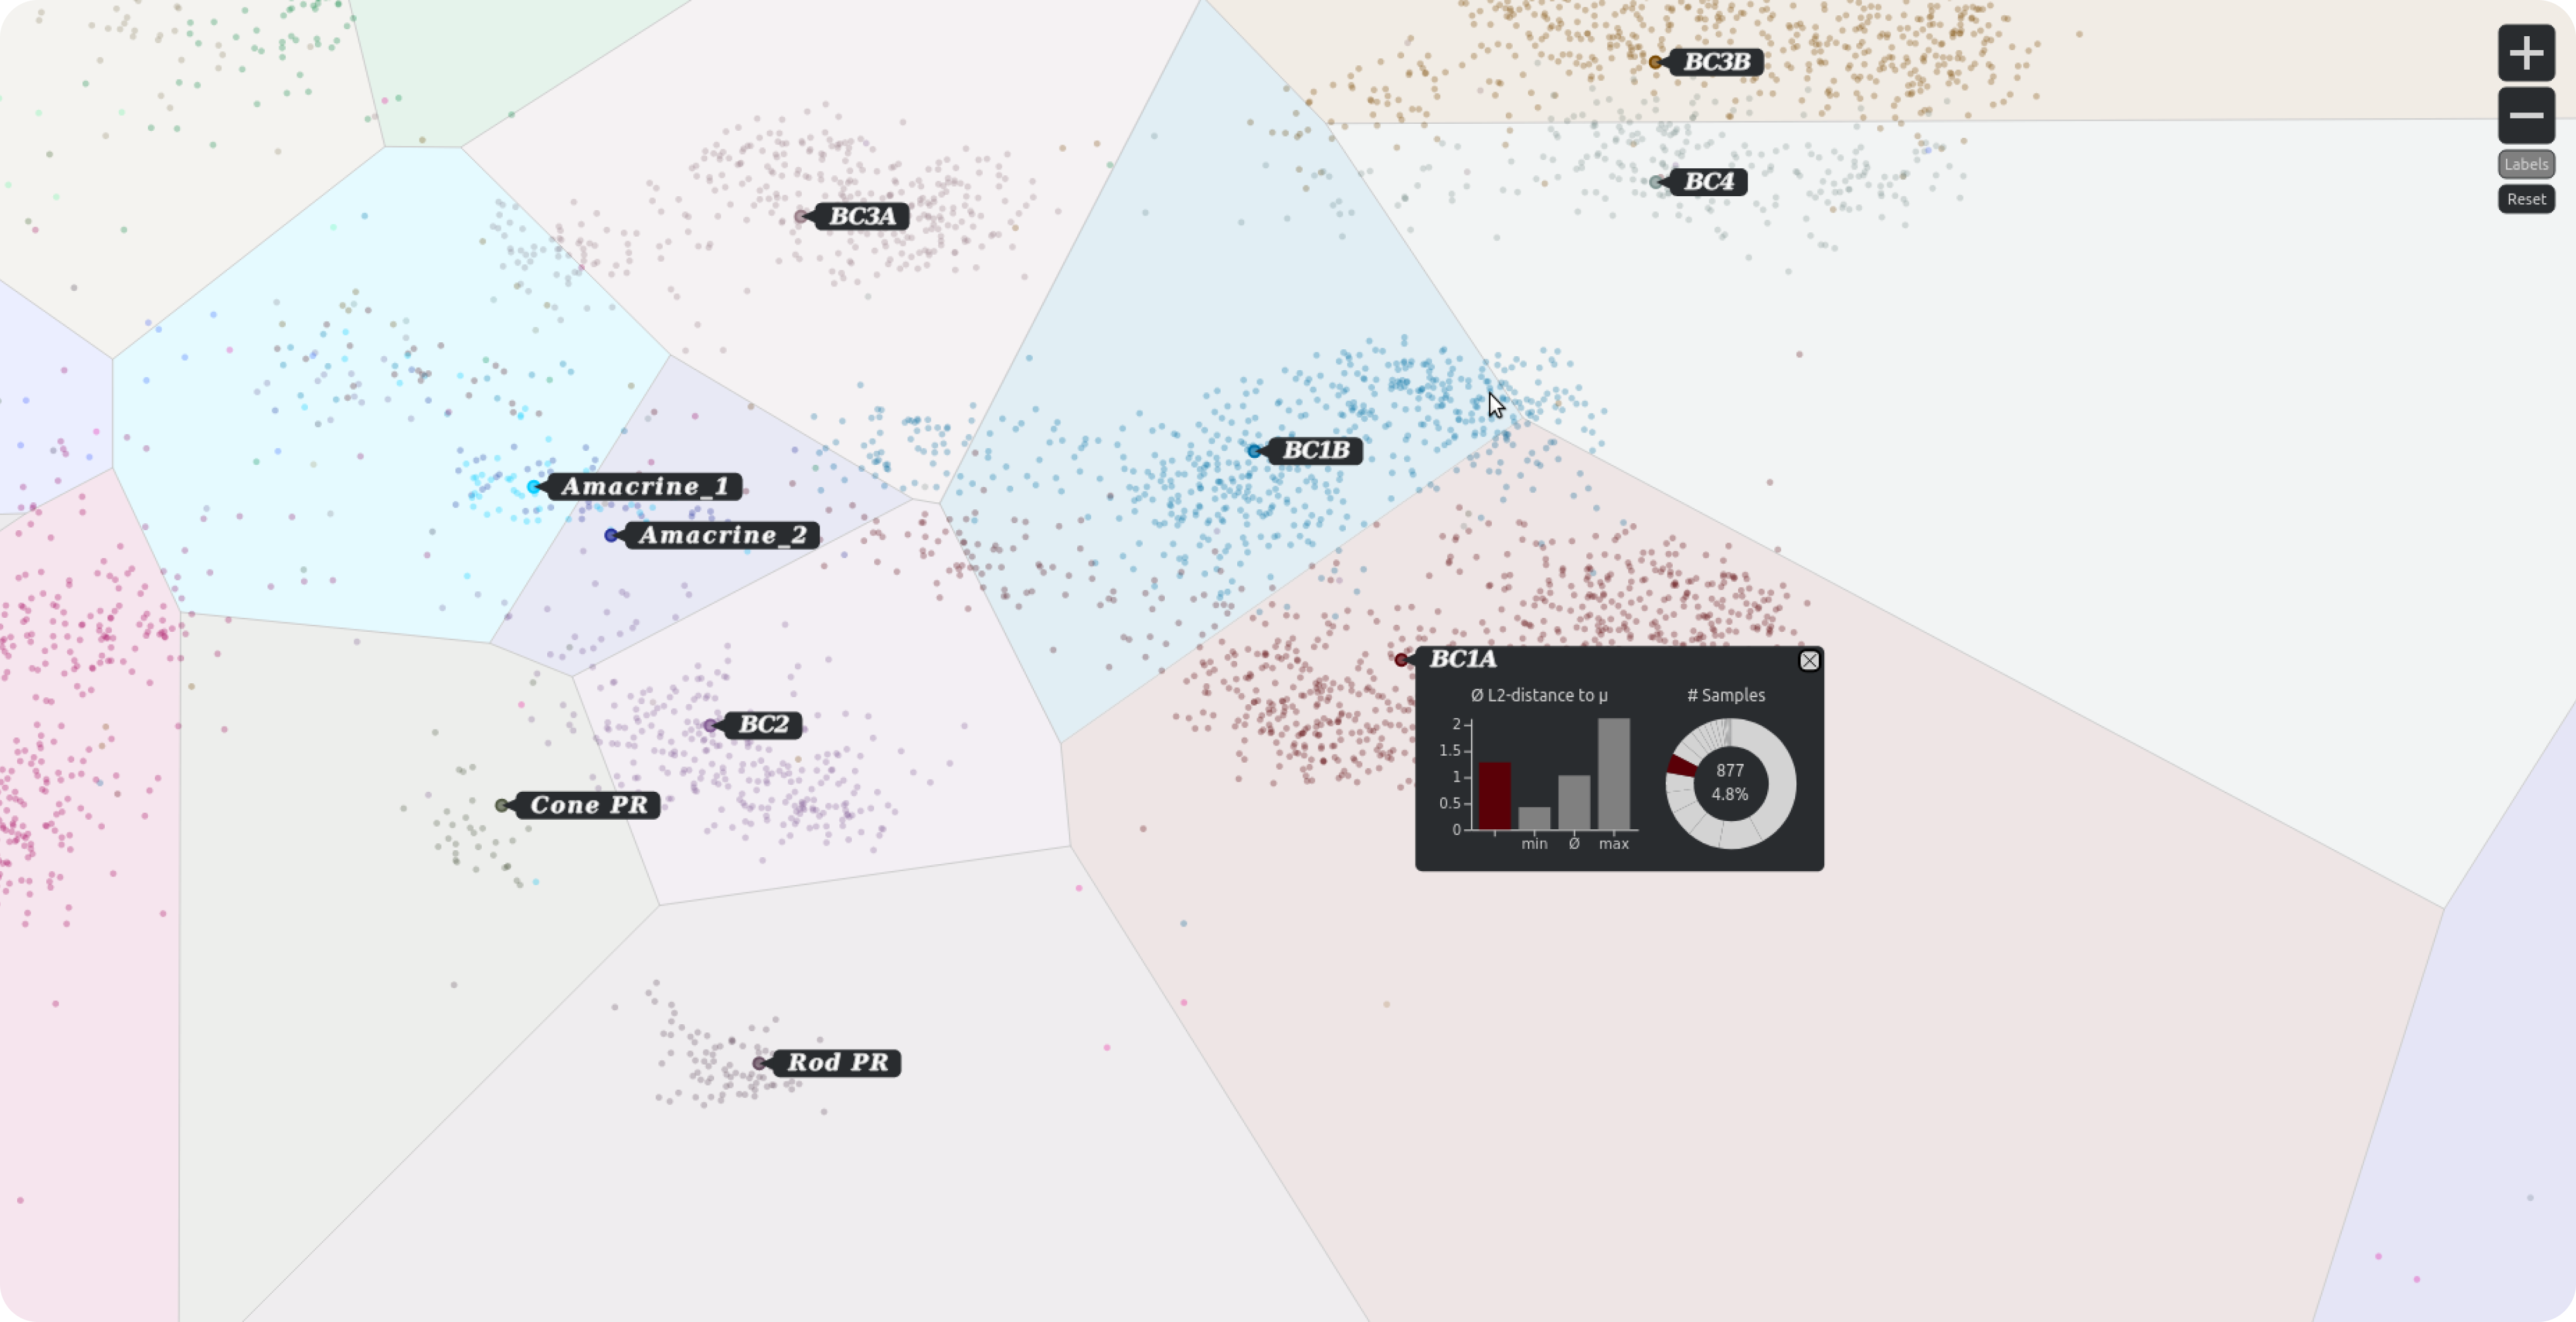 BC3B
BC4
Labels
Reset
BC3A
BC1B
Amacrine_1
Amacrine_2
BC1A
Ø L2-distance to μ
# Samples
2
1.5
1
0.5
0
min
Ø
max
877
4.8%
BC2
Cone PR
Rod PR